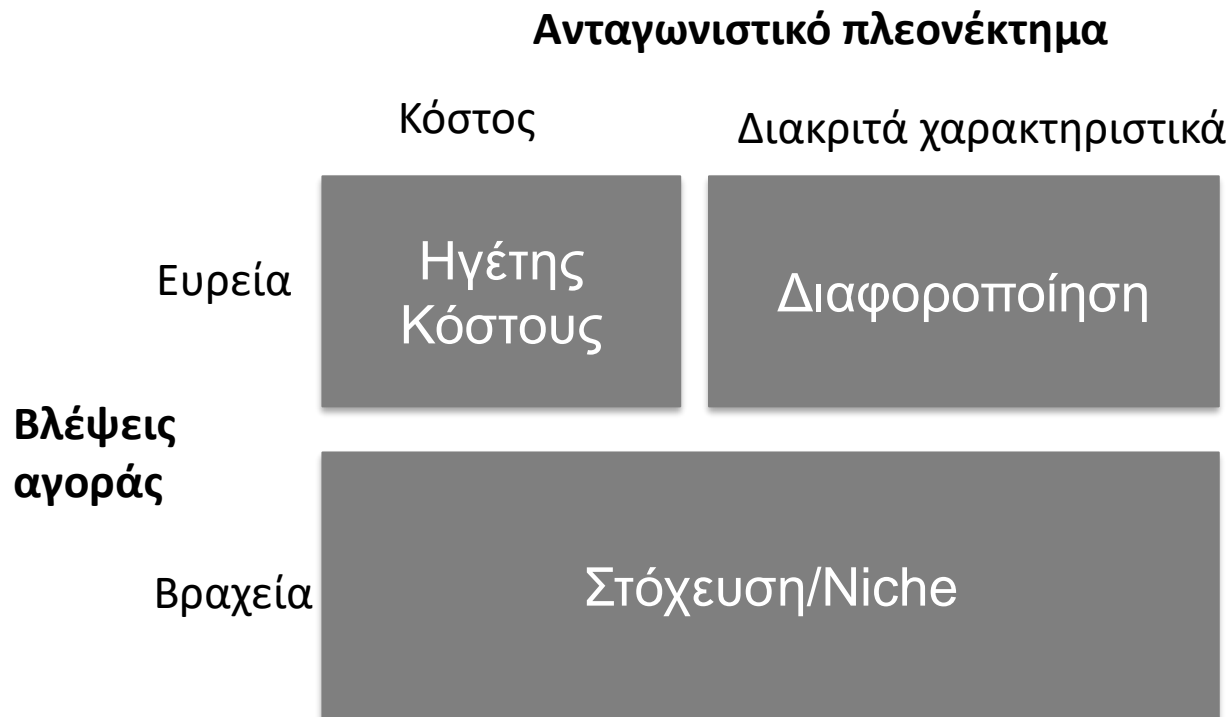 Ανταγωνιστικό πλεονέκτημα
Κόστος
Διακριτά χαρακτηριστικά
Ευρεία
Ηγέτης
Κόστους
Διαφοροποίηση
Βλέψεις
αγοράς
Βραχεία
Στόχευση/Niche